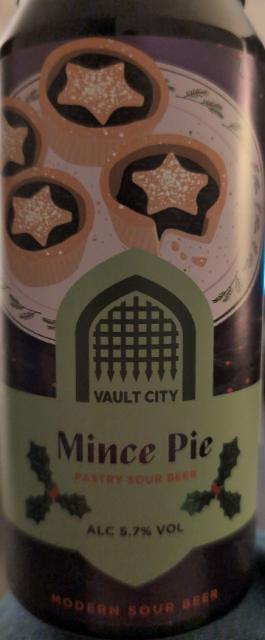 VAULT CITY
Mince Pie
PASTRY SOUR BEER
ALC 5.7% VOL
MODERN SOUR BEER